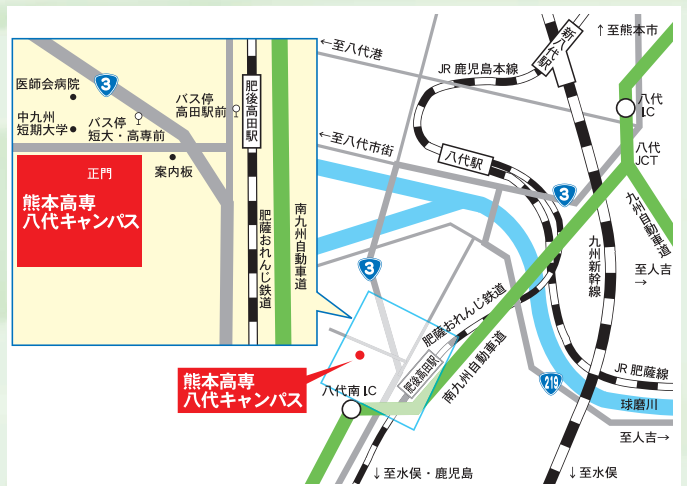 医師会病院
3
バス停
高田駅前
中九州
短期大学
バス停
短大・高専前
案内板
正門
熊本高専
八代キャンパス
肥後高田駅
肥薩おれんじ鉄道
南九州自動車道
←至八代港
←至八代市街
JR 鹿児島本線
新八代駅
↑至熊本市
八代
IC
八代
JCT
八代駅
3
九州自動車道
九州新幹線
至人吉
→
3
肥薩おれんじ鉄道
肥後高田駅
南九州自動車道
熊本高専
八代キャンパス
八代南IC
219
JR 肥薩線
球磨川
至人吉→
↓至水俣・鹿児島
↓至水俣